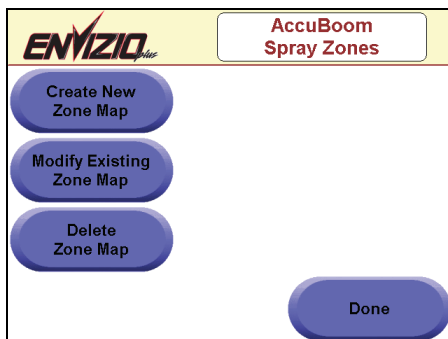 ENVIZIO plus
AccuBoom
Spray Zones
Create New
Zone Map
Modify Existing
Zone Map
Delete
Zone Map
Done